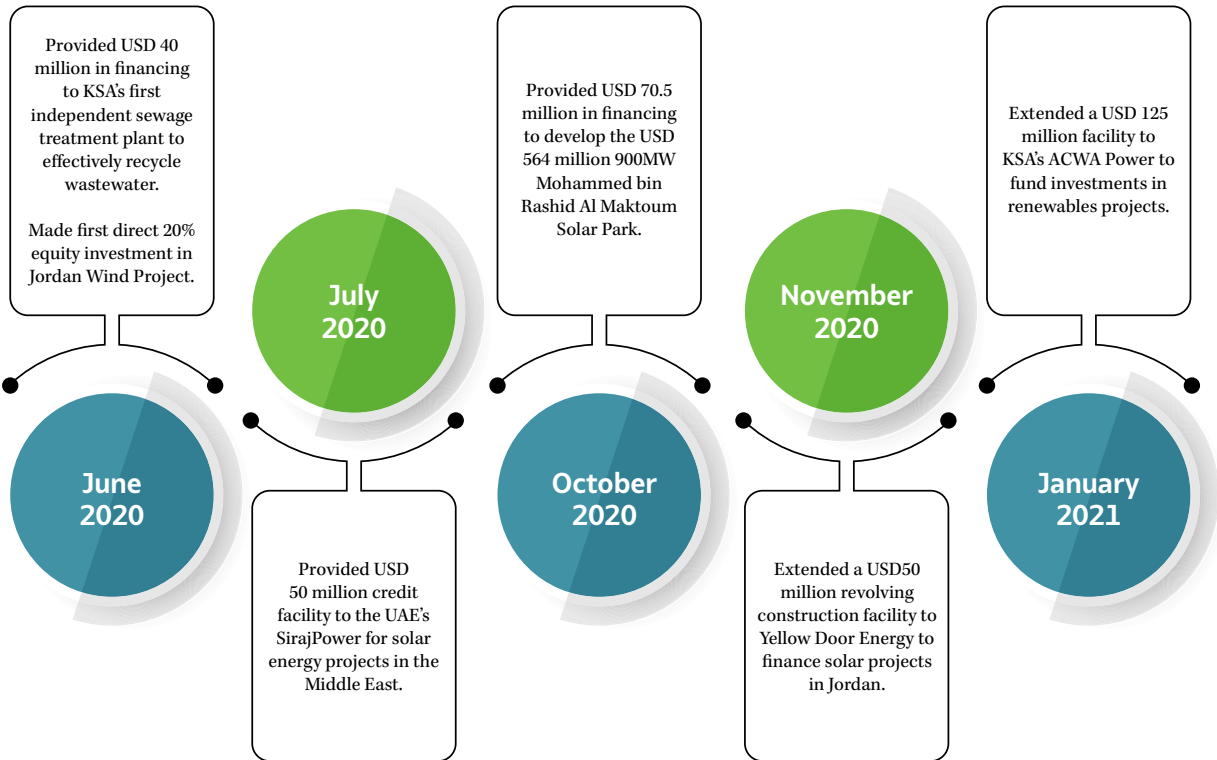 Provided USD 40
million in financing
to KSA's first
independent sewage
treatment plant to
effectively recycle
wastewater.
Made first direct 20%
equity investment in
Jordan Wind Project.
June
2020
July
2020
Provided USD
50 million credit
facility to the UAE's
SirajPower for solar
energy projects in the
Middle East.
Provided USD 70.5
million in financing
to develop the USD
564 million 900MW
Mohammed bin
Rashid Al Maktoum
Solar Park.
October
2020
November
2020
Extended a USD50
million revolving
construction facility to
Yellow Door Energy to
finance solar projects
in Jordan.
Extended a USD 125
million facility to
KSA's ACWA Power to
fund investments in
renewables projects.
January
2021